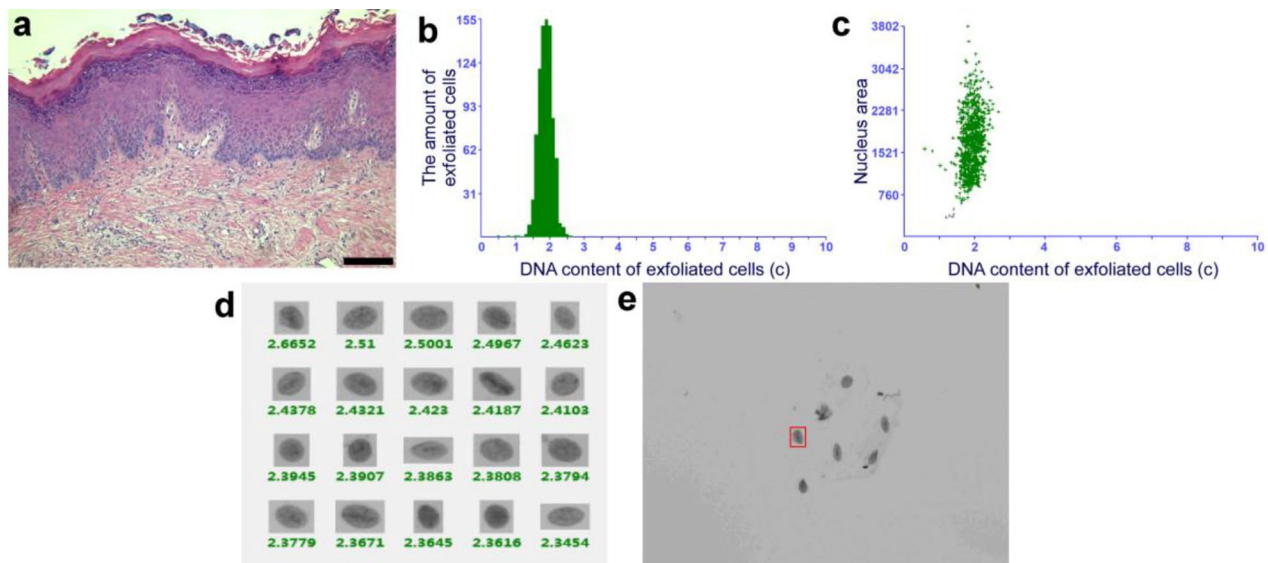 a
b
155
124
93
62
31
The amount of
exfoliated cells
0 1 2 3 4 5 6 7 8 9 10
DNA content of exfoliated cells (c)
c
3802
3042
2281
1521
760
Nucleus area
0 2 4 6 8 10
DNA content of exfoliated cells (c)
d
2.6652 2.51 2.5001 2.4967 2.4623
2.4378 2.4321 2.423 2.4187 2.4103
2.3945 2.3907 2.3863 2.3808 2.3794
2.3779 2.3671 2.3645 2.3616 2.3454
e